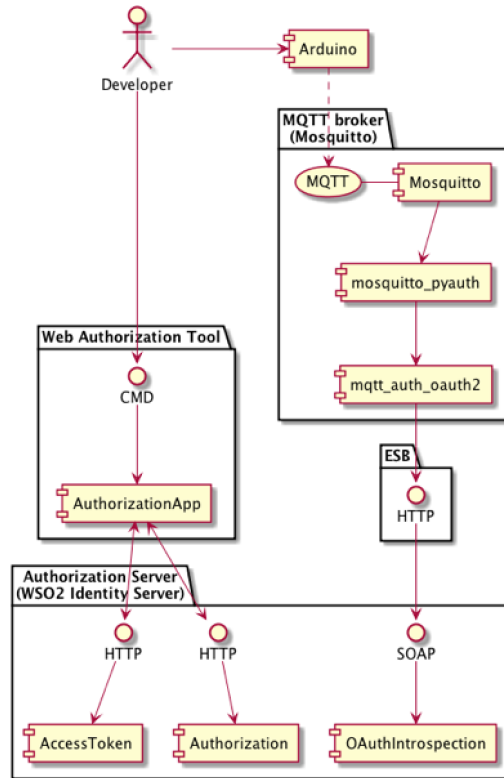 Developer
Arduino
MQTT broker
(Mosquitto)
MQTT
Mosquitto
mosquitto_pyauth
mqtt_auth_oauth2
Web Authorization Tool
CMD
AuthorizationApp
ESB
HTTP
Authorization Server
(WSO2 Identity Server)
HTTP
HTTP
SOAP
AccessToken
Authorization
OAuthIntrospection